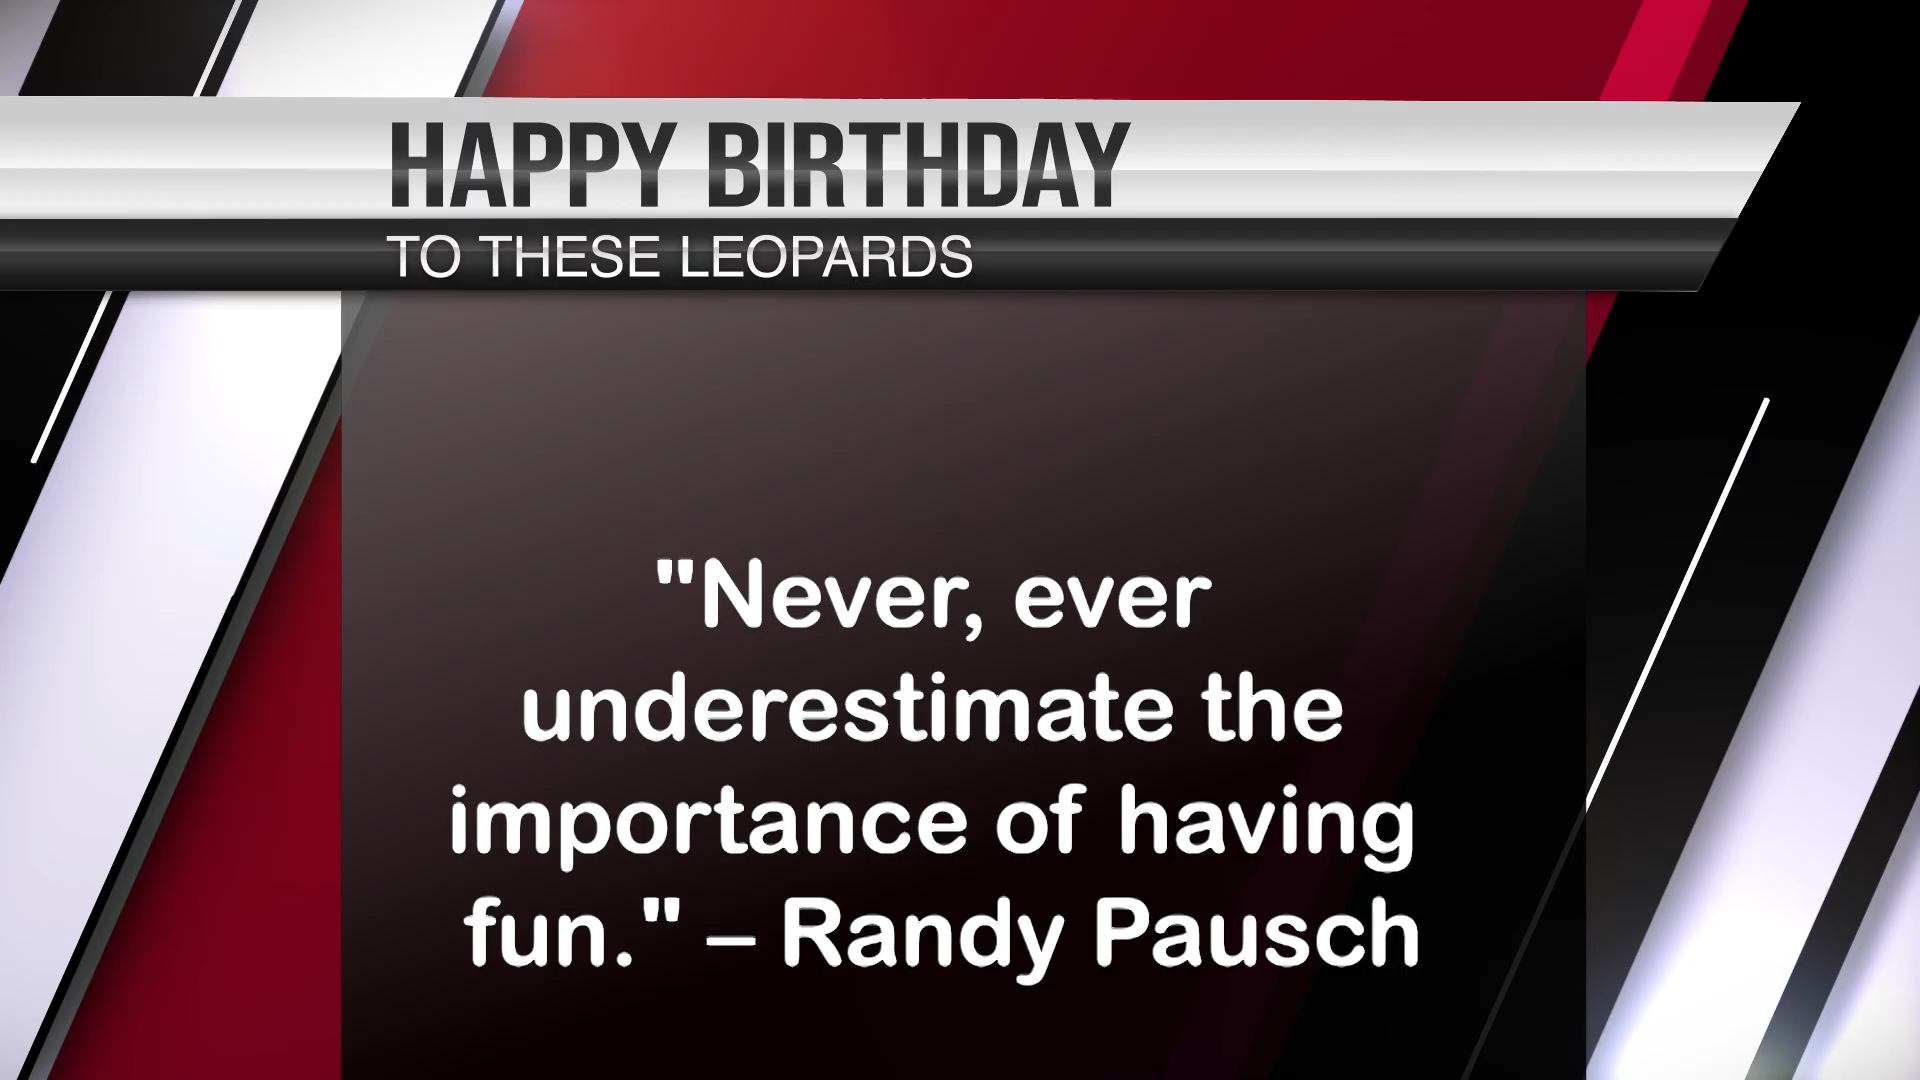 HAPPY BIRTHDAY
TO THESE LEOPARDS
"Never, ever
underestimate the
importance of having
fun." – Randy Pausch